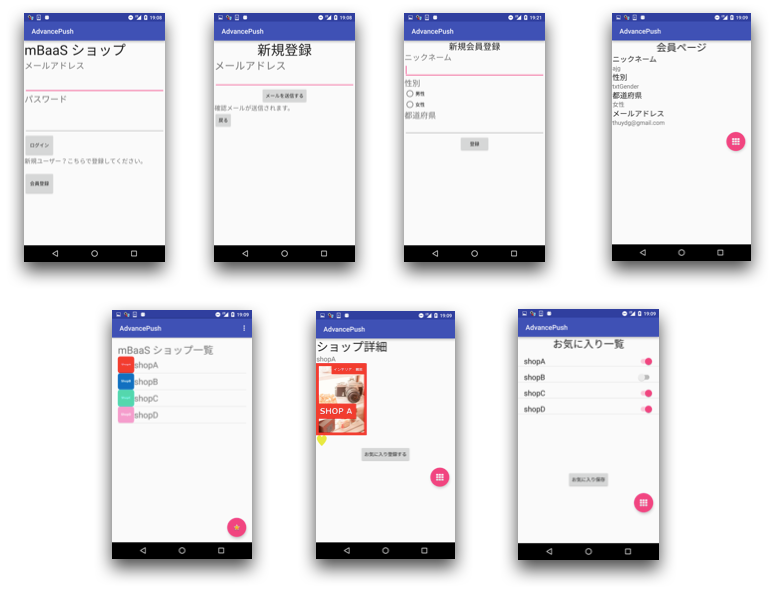 19:08
AdvancePush
mBaaS ショップ
メールアドレス
パスワード
ログイン
新規ユーザー？こちらで登録してください。
会員登録
19:08
AdvancePush
新規登録
メールアドレス
メールを送信する
確認メールが送信されます。
戻る
19:21
AdvancePush
新規会員登録
ニックネーム
性別
男性
女性
都道府県
登録
19:09
AdvancePush
会員ページ
ニックネーム
性別
txtGender
都道府県
女性
メールアドレス
thuydg@gmail.com
19:09
AdvancePush
mBaaS ショップ一覧
shopA
shopB
shopC
shopD
19:09
AdvancePush
ショップ詳細
shopA
SHOP A
お気に入り登録する
19:09
AdvancePush
お気に入り一覧
shopA
shopB
shopC
shopD
お気に入り保存